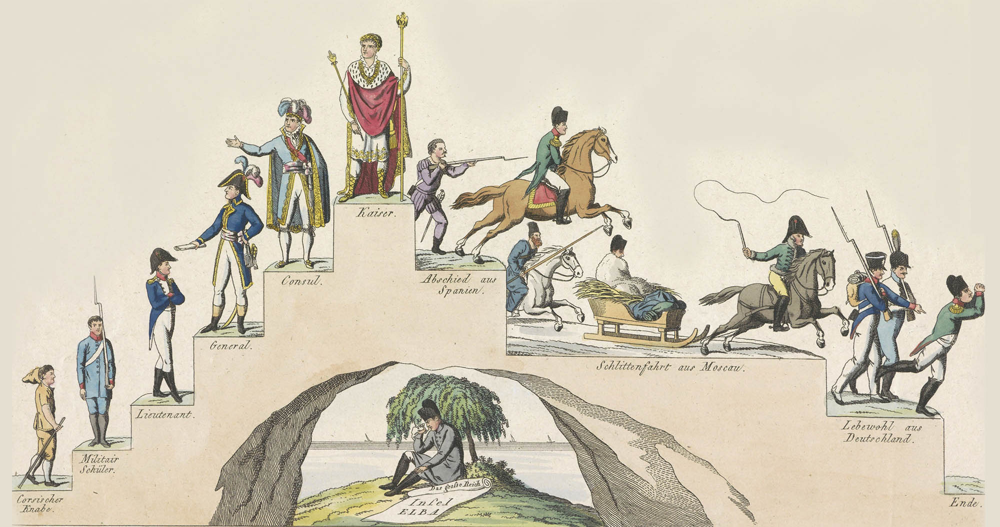 Corsischer
Knabe.
Militair
Schüler.
Lieutenant.
General.
Consul.
Kaiser.
Abschied aus
Spanien.
Schlittenfahrt aus Moscau.
Lebewohl aus
Deutschland.
Ende.
Das große Reich
Insel
ELBA